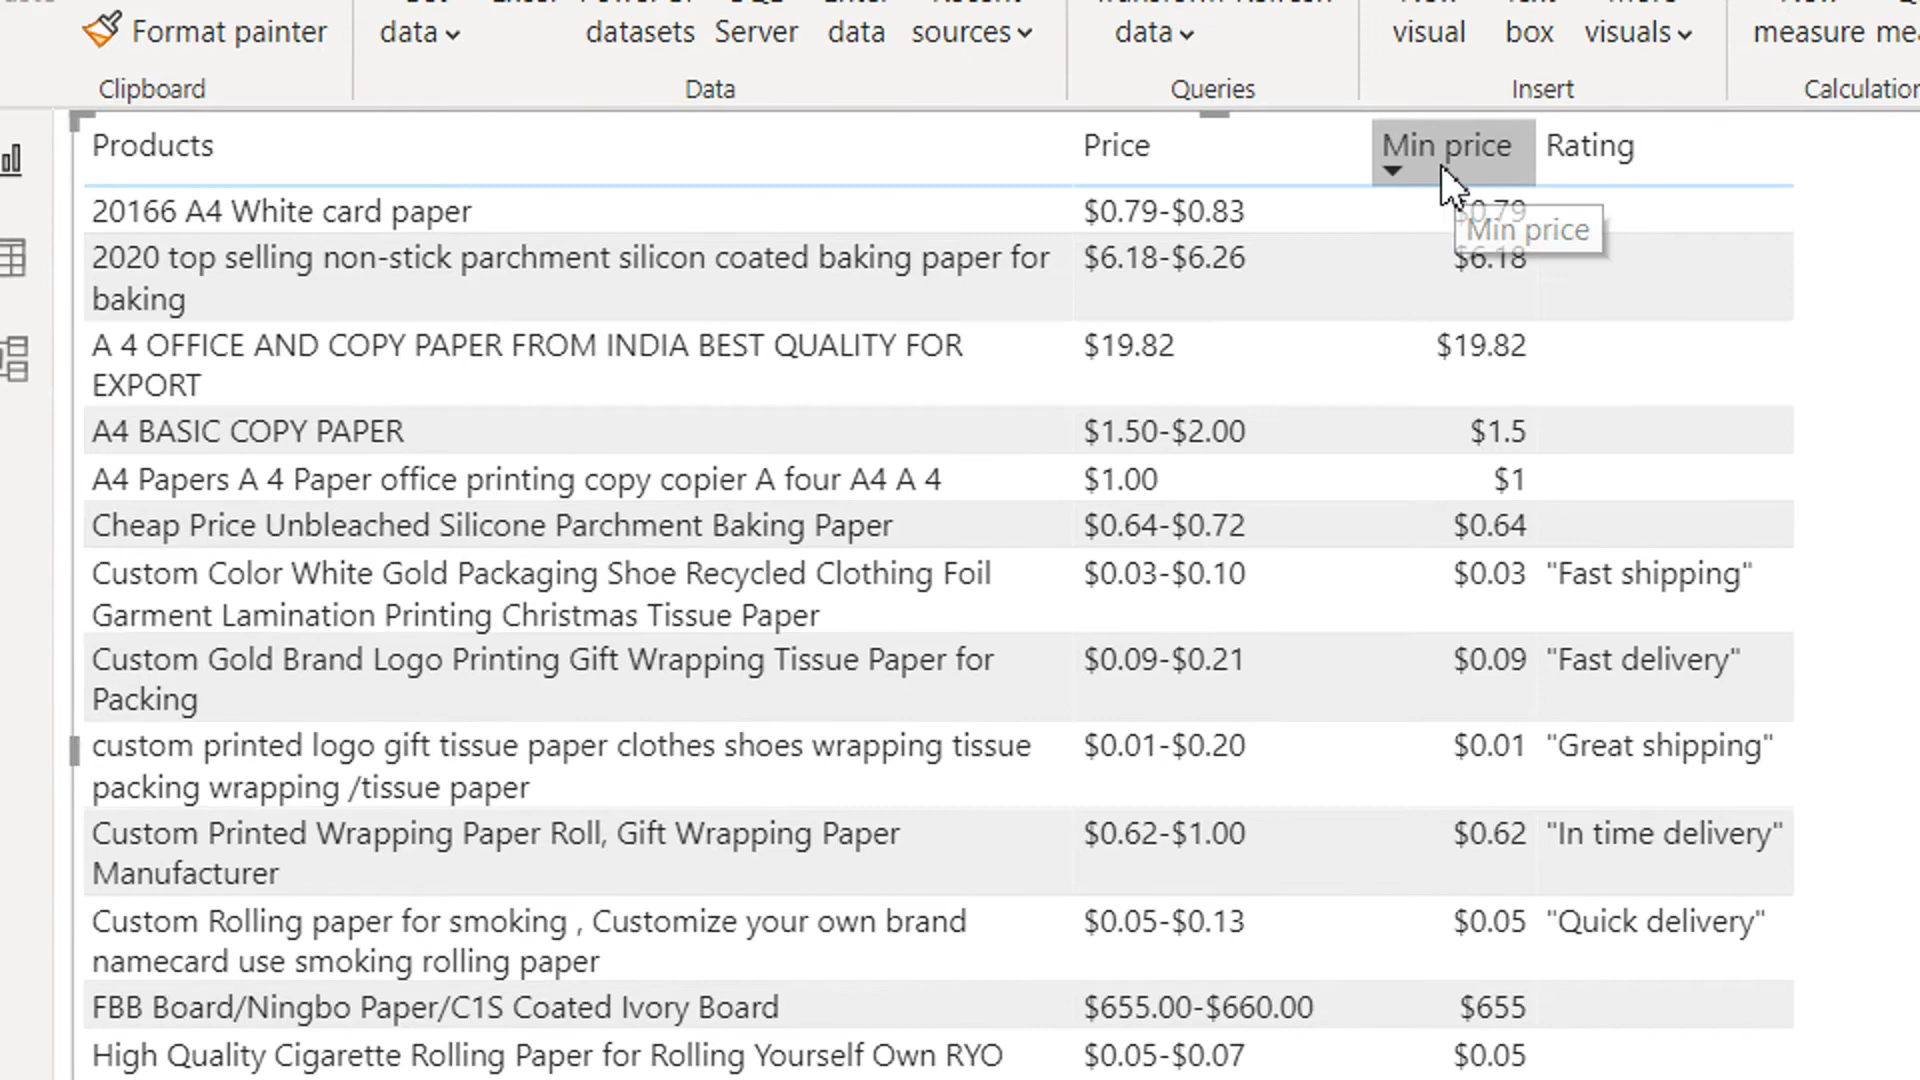 Format painter
data
datasets
Server
data
sources
data
visual
box
visuals
measure
Clipboard
Data
Queries
Insert
Products Price Min price Rating
20166 A4 White card paper $0.79-$0.83 $0.79
Min price
2020 top selling non-stick parchment silicon coated baking paper for $6.18-$6.26 $6.18
baking
A 4 OFFICE AND COPY PAPER FROM INDIA BEST QUALITY FOR $19.82 $19.82
EXPORT
A4 BASIC COPY PAPER $1.50-$2.00 $1.5
A4 Papers A 4 Paper office printing copy copier A four A4 A 4 $1.00 $1
Cheap Price Unbleached Silicone Parchment Baking Paper $0.64-$0.72 $0.64
Custom Color White Gold Packaging Shoe Recycled Clothing Foil $0.03-$0.10 $0.03 "Fast shipping"
Garment Lamination Printing Christmas Tissue Paper
Custom Gold Brand Logo Printing Gift Wrapping Tissue Paper for $0.09-$0.21 $0.09 "Fast delivery"
Packing
custom printed logo gift tissue paper clothes shoes wrapping tissue $0.01-$0.20 $0.01 "Great shipping"
packing wrapping /tissue paper
Custom Printed Wrapping Paper Roll, Gift Wrapping Paper $0.62-$1.00 $0.62 "In time delivery"
Manufacturer
Custom Rolling paper for smoking , Customize your own brand $0.05-$0.13 $0.05 "Quick delivery"
namecard use smoking rolling paper
FBB Board/Ningbo Paper/C1S Coated Ivory Board $655.00-$660.00 $655
High Quality Cigarette Rolling Paper for Rolling Yourself Own RYO $0.05-$0.07 $0.05